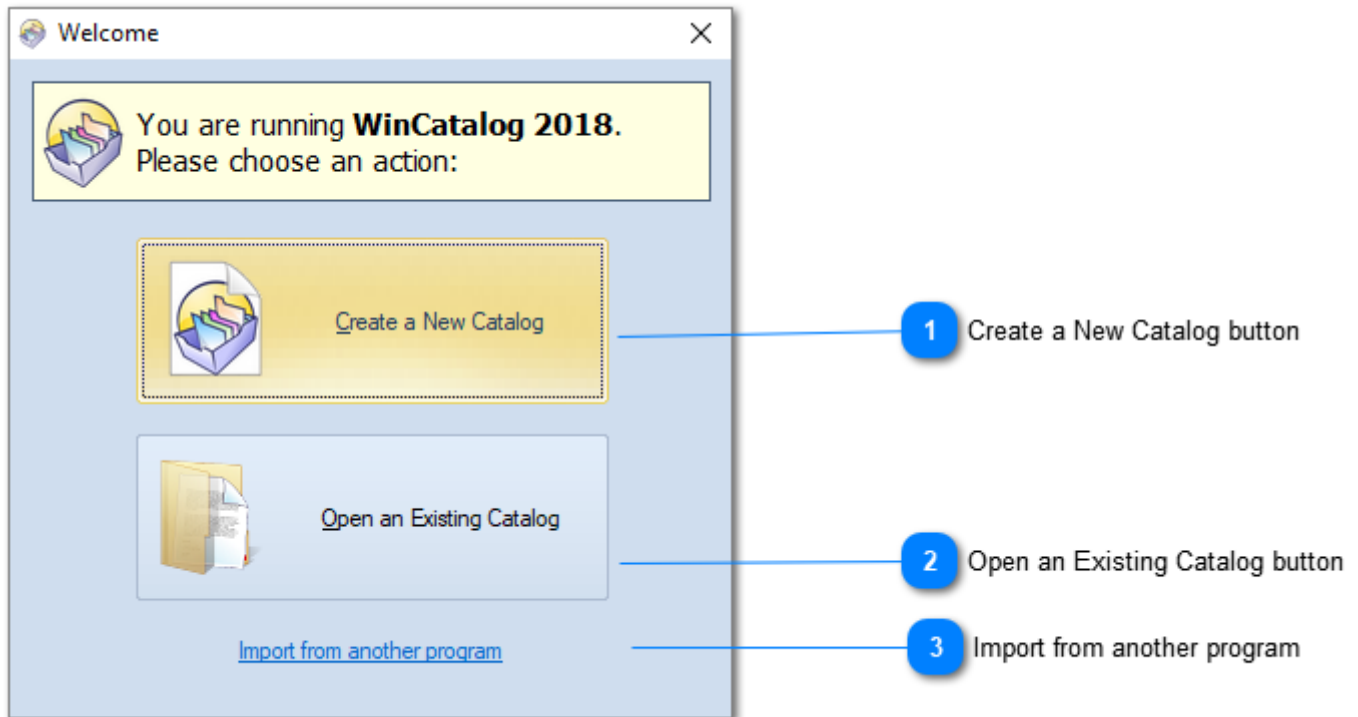 Welcome
You are running WinCatalog 2018.
Please choose an action:
Create a New Catalog
1 Create a New Catalog button
Open an Existing Catalog
2 Open an Existing Catalog button
Import from another program
3 Import from another program